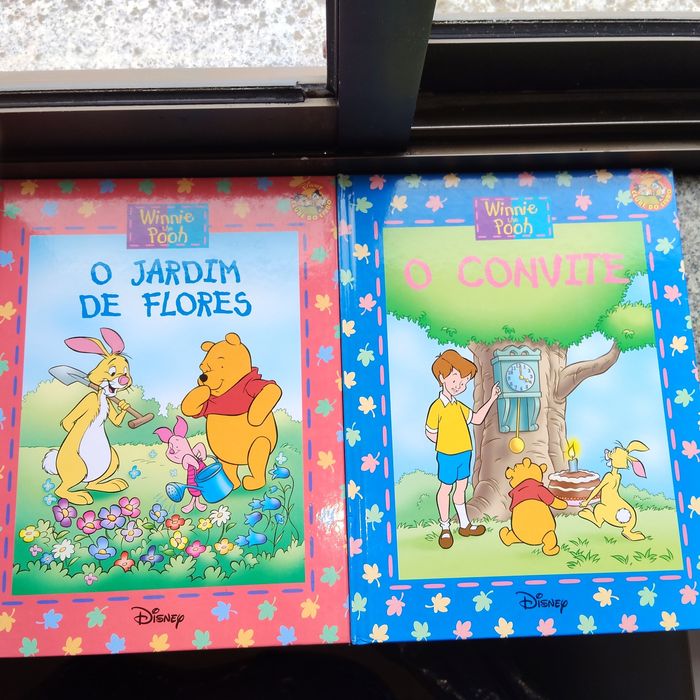 Winnie
the
Pooh
O JARDIM
DE FLORES
Disney
Winnie
the
Pooh
O CONVITE
Disney